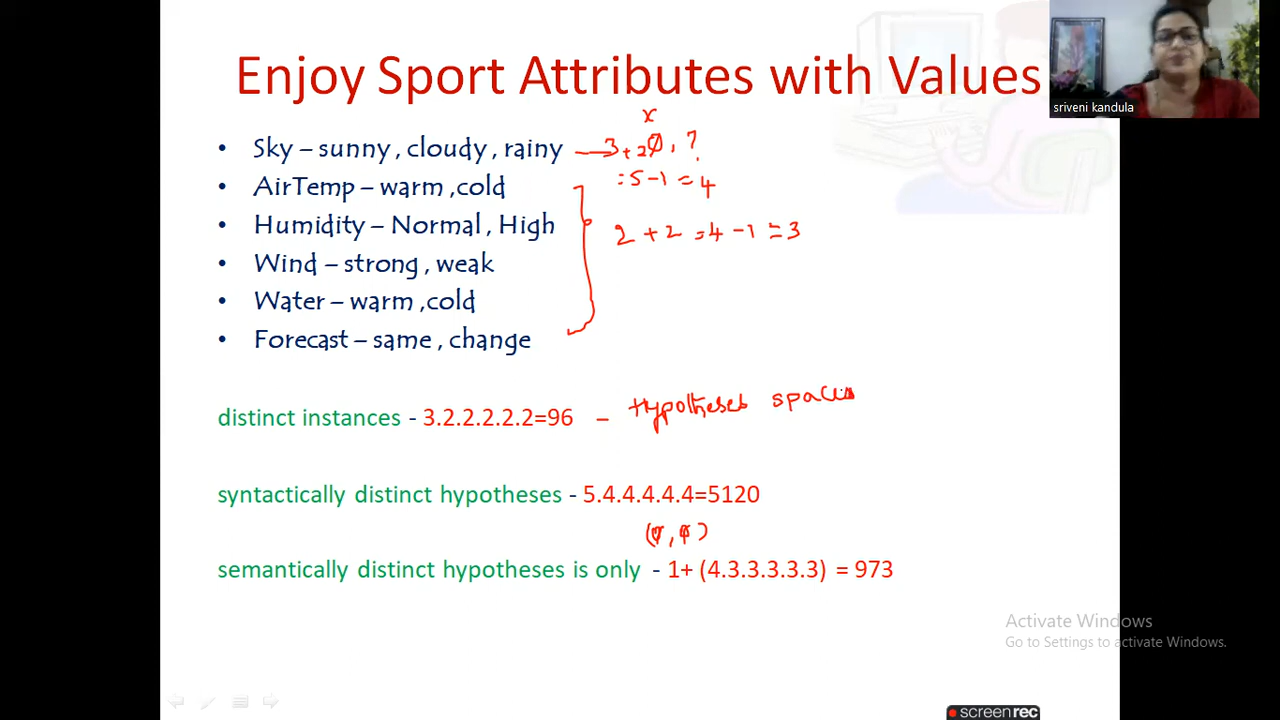 Enjoy Sport Attributes with Values
sriveni kandula
x
• Sky – sunny , cloudy , rainy — 3 + 2 Ø , ?
= 5 - 1 = 4
• AirTemp – warm ,cold
• Humidity – Normal , High 2 + 2 = 4 - 1 = 3
• Wind – strong , weak
• Water – warm ,cold
• Forecast – same , change
distinct instances - 3.2.2.2.2.2=96 – Hypotheses
syntactically distinct hypotheses - 5.4.4.4.4.4=5120
semantically distinct hypotheses is only - 1+ (4.3.3.3.3.3) = 973
Activate Windows
Go to Settings to activate Windows.
screenrec